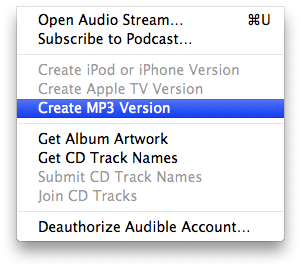 Open Audio Stream… ⌘U
Subscribe to Podcast…
Create iPod or iPhone Version
Create Apple TV Version
Create MP3 Version
Get Album Artwork
Get CD Track Names
Submit CD Track Names
Join CD Tracks
Deauthorize Audible Account…